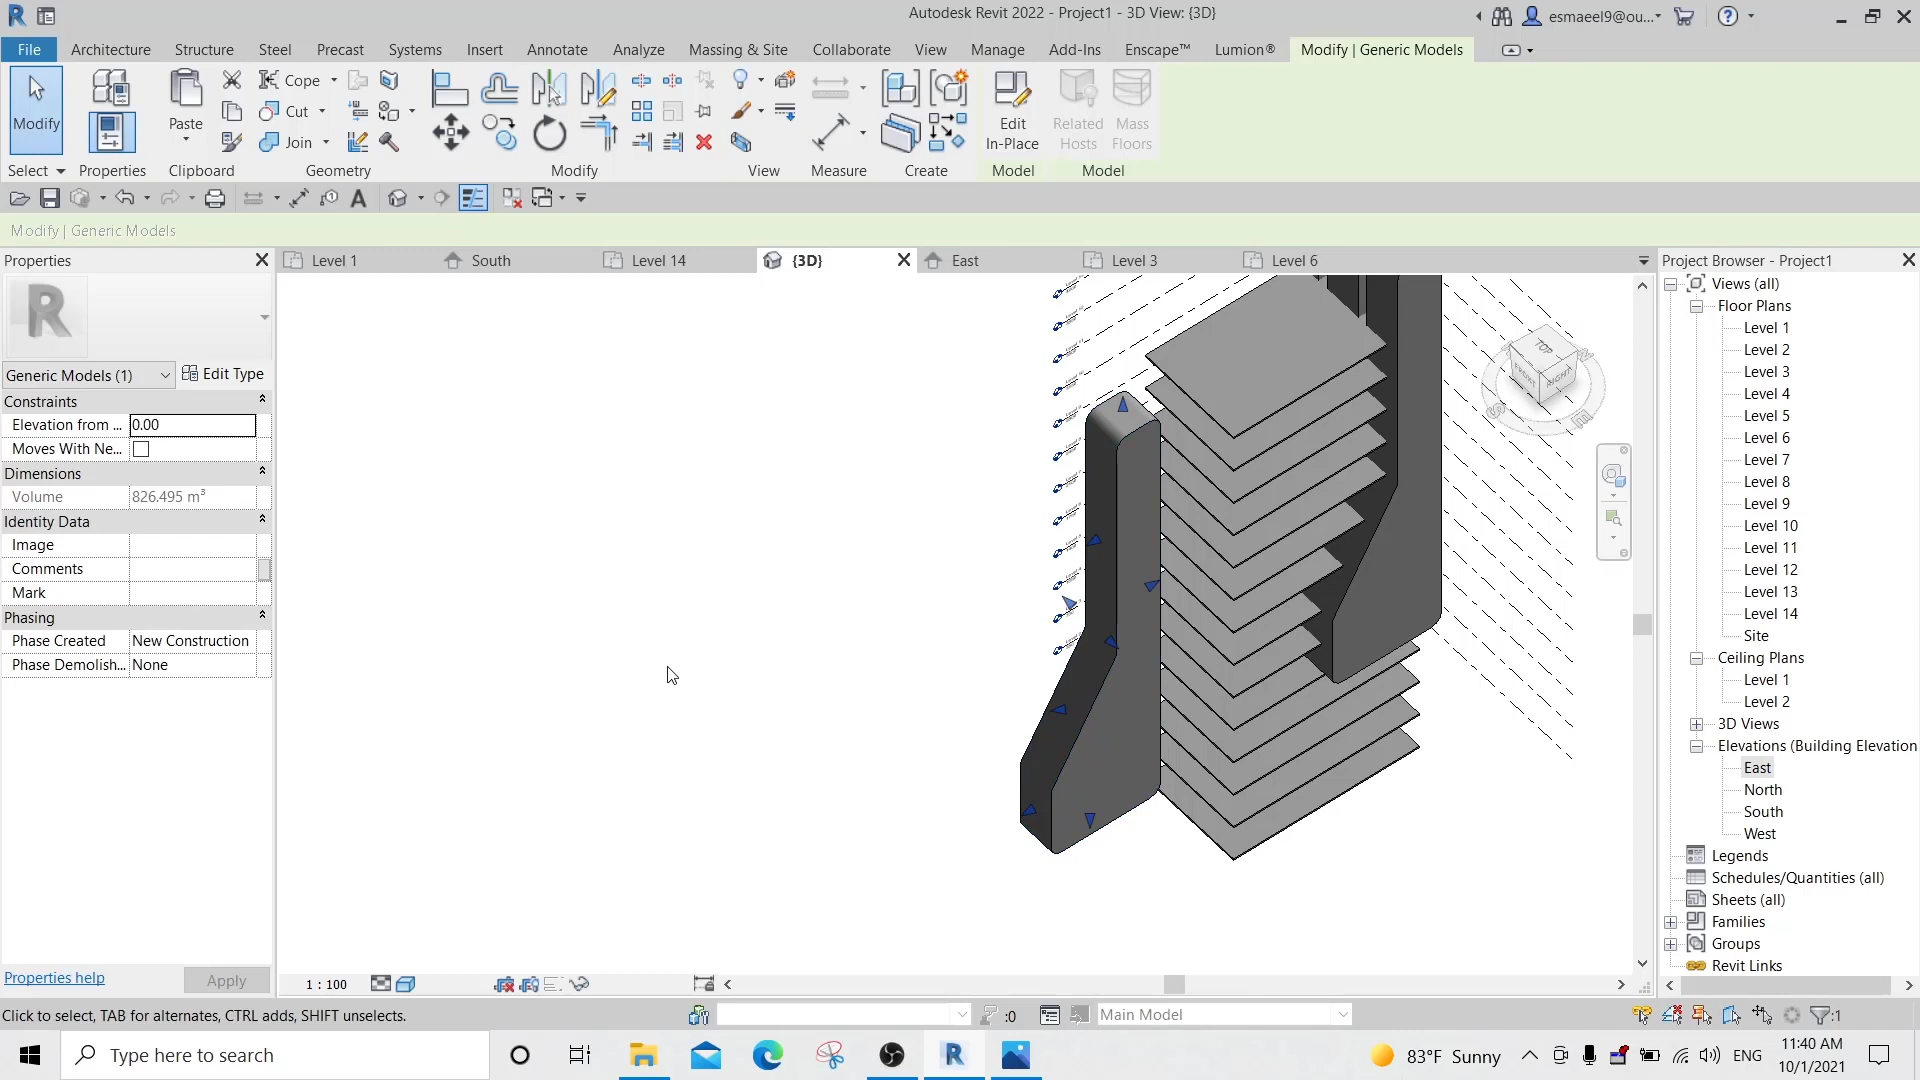 Autodesk Revit 2022 - Project1 - 3D View: {3D}
esmaeel9@ou...
File
Architecture
Structure
Steel
Precast
Systems
Insert
Annotate
Analyze
Massing & Site
Collaborate
View
Manage
Add-Ins
Enscape™
Lumion®
Modify | Generic Models
Modify
Paste
Cope
Cut
Join
Edit
In-Place
Related
Hosts
Mass
Floors
Select
Properties
Clipboard
Geometry
Modify
View
Measure
Create
Model
Model
Modify | Generic Models
Properties
Level 1
South
Level 14
{3D}
East
Level 3
Level 6
Project Browser - Project1
R
Generic Models (1)
Edit Type
Constraints
Elevation from ...
0.00
Moves With Ne...
Dimensions
Volume
826.495 m³
Identity Data
Image
Comments
Mark
Phasing
Phase Created
New Construction
Phase Demolish...
None
Properties help
Apply
TOP
FRONT
RIGHT
S
E
Views (all)
Floor Plans
Level 1
Level 2
Level 3
Level 4
Level 5
Level 6
Level 7
Level 8
Level 9
Level 10
Level 11
Level 12
Level 13
Level 14
Site
Ceiling Plans
Level 1
Level 2
3D Views
Elevations (Building Elevation
East
North
South
West
Legends
Schedules/Quantities (all)
Sheets (all)
Families
Groups
Revit Links
1 : 100
Click to select, TAB for alternates, CTRL adds, SHIFT unselects.
:0
Main Model
:1
Type here to search
83°F Sunny
ENG
11:40 AM
10/1/2021